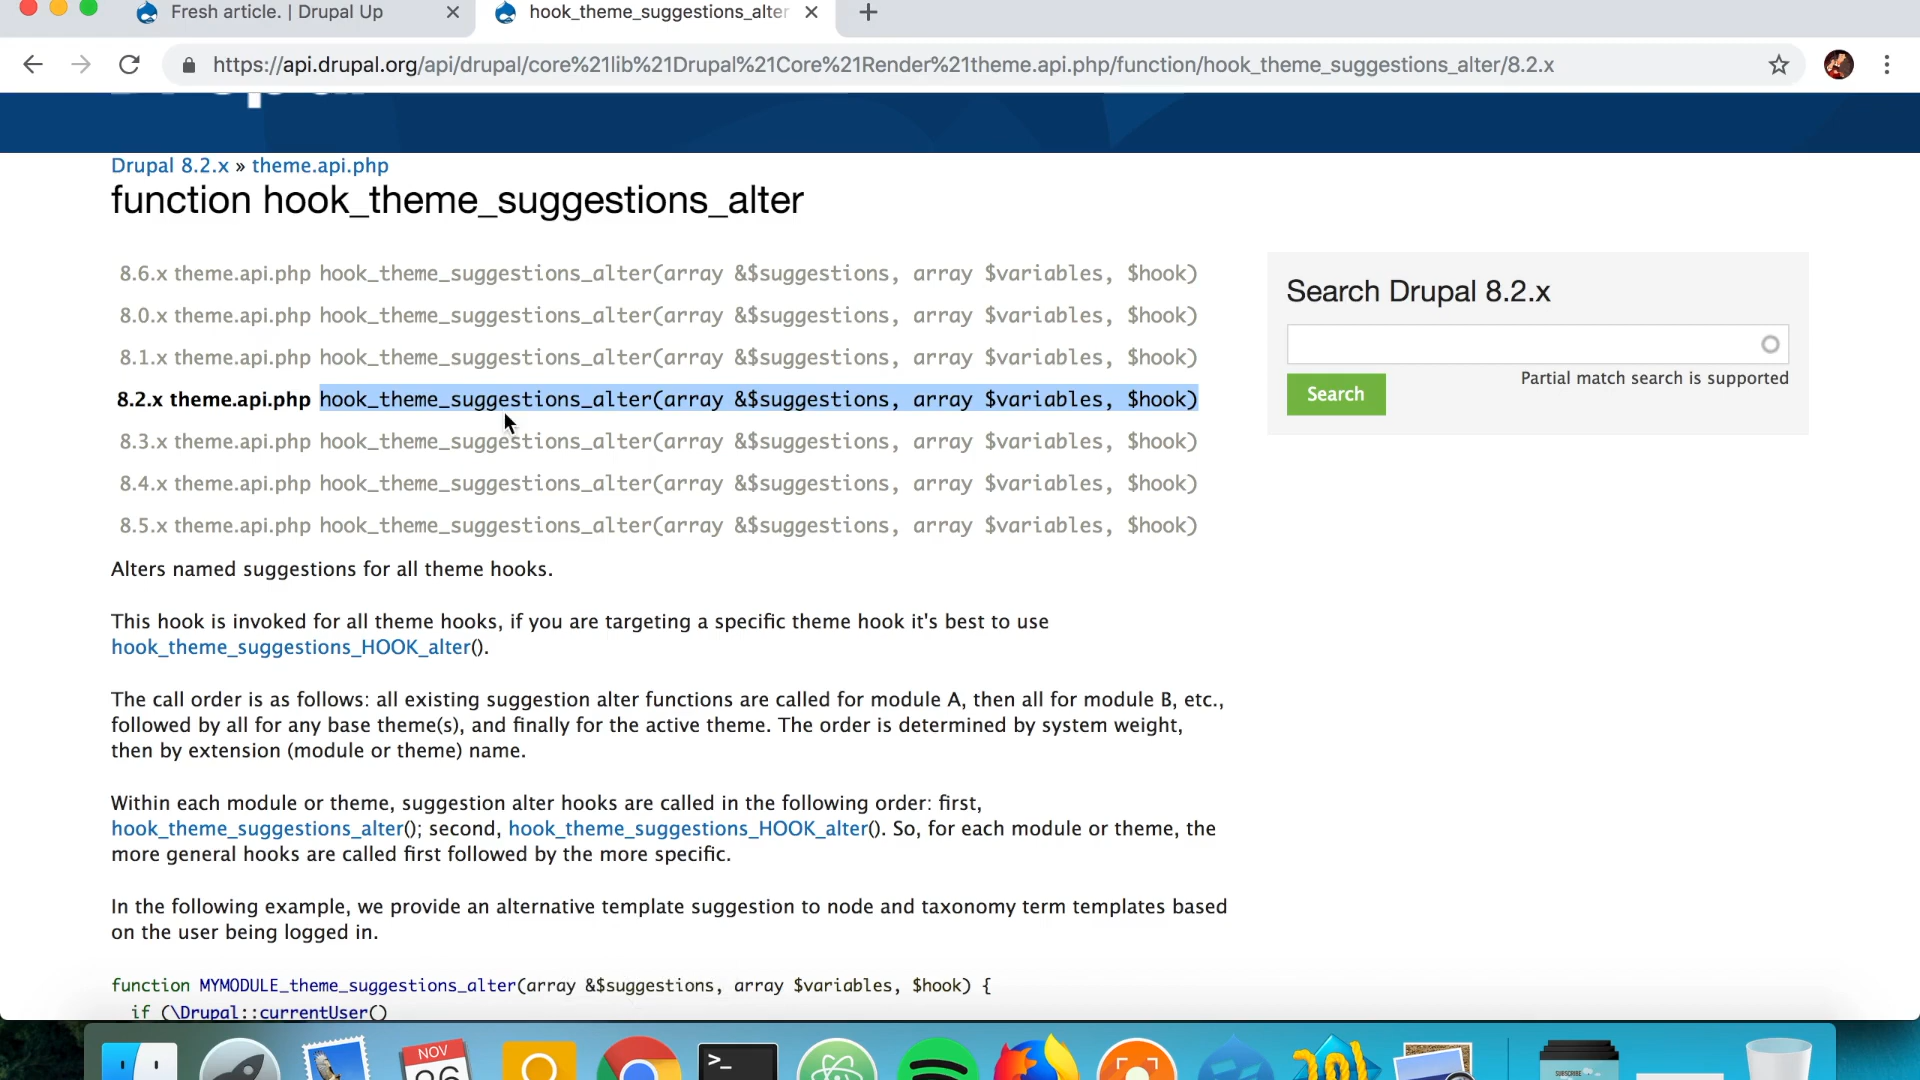 Fresh article. | Drupal Up
hook_theme_suggestions_alter
https://api.drupal.org/api/drupal/core%21lib%21Drupal%21Core%21Render%21theme.api.php/function/hook_theme_suggestions_alter/8.2.x
Drupal 8.2.x » theme.api.php
function hook_theme_suggestions_alter
8.6.x theme.api.php hook_theme_suggestions_alter(array &$suggestions, array $variables, $hook)
8.0.x theme.api.php hook_theme_suggestions_alter(array &$suggestions, array $variables, $hook)
8.1.x theme.api.php hook_theme_suggestions_alter(array &$suggestions, array $variables, $hook)
8.2.x theme.api.php hook_theme_suggestions_alter(array &$suggestions, array $variables, $hook)
8.3.x theme.api.php hook_theme_suggestions_alter(array &$suggestions, array $variables, $hook)
8.4.x theme.api.php hook_theme_suggestions_alter(array &$suggestions, array $variables, $hook)
8.5.x theme.api.php hook_theme_suggestions_alter(array &$suggestions, array $variables, $hook)
Search Drupal 8.2.x
Partial match search is supported
Search
Alters named suggestions for all theme hooks.
This hook is invoked for all theme hooks, if you are targeting a specific theme hook it's best to use
hook_theme_suggestions_HOOK_alter().
The call order is as follows: all existing suggestion alter functions are called for module A, then all for module B, etc.,
followed by all for any base theme(s), and finally for the active theme. The order is determined by system weight,
then by extension (module or theme) name.
Within each module or theme, suggestion alter hooks are called in the following order: first,
hook_theme_suggestions_alter(); second, hook_theme_suggestions_HOOK_alter(). So, for each module or theme, the
more general hooks are called first followed by the more specific.
In the following example, we provide an alternative template suggestion to node and taxonomy term templates based
on the user being logged in.
function MYMODULE_theme_suggestions_alter(array &$suggestions, array $variables, $hook) {
if (\Drupal::currentUser()
NOV
26
>_
SUBSCRIBE